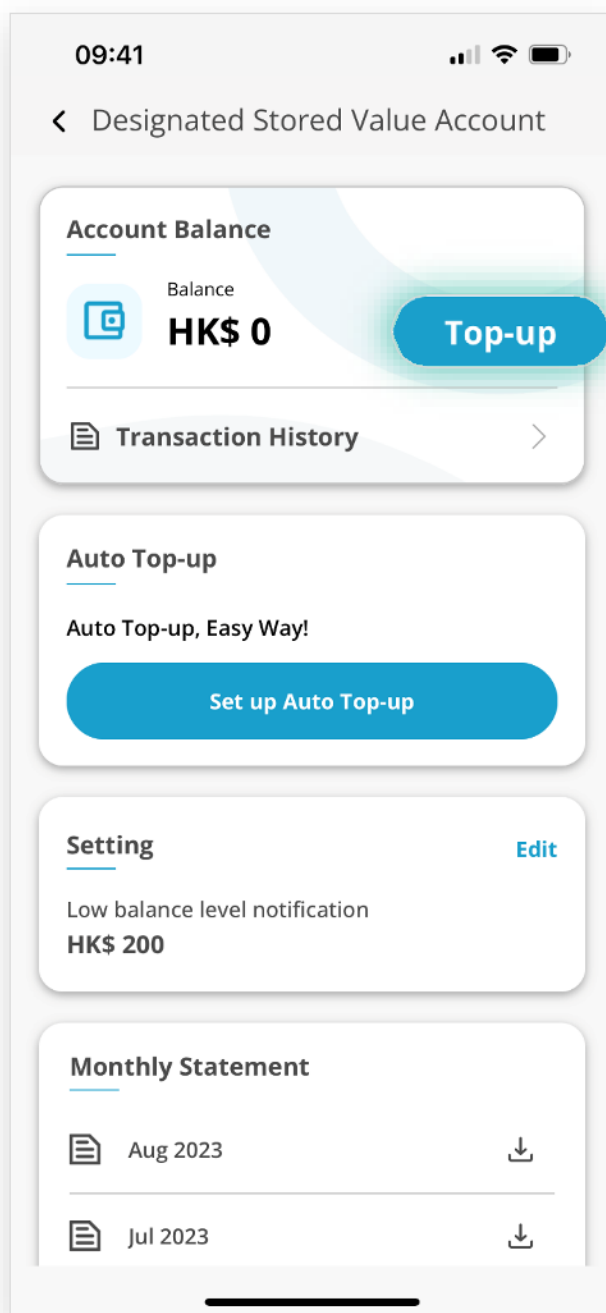 09:41
Designated Stored Value Account
Account Balance
Balance
HK$ 0
Top-up
Transaction History
Auto Top-up
Auto Top-up, Easy Way!
Set up Auto Top-up
Setting
Edit
Low balance level notification
HK$ 200
Monthly Statement
Aug 2023
Jul 2023